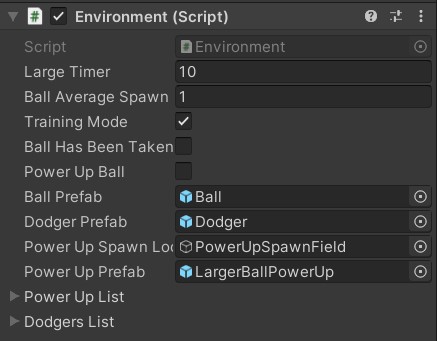 Environment (Script)
Script Environment
Large Timer 10
Ball Average Spawn 1
Training Mode
Ball Has Been Taken
Power Up Ball
Ball Prefab Ball
Dodger Prefab Dodger
Power Up Spawn Loc PowerUpSpawnField
Power Up Prefab LargerBallPowerUp
Power Up List
Dodgers List